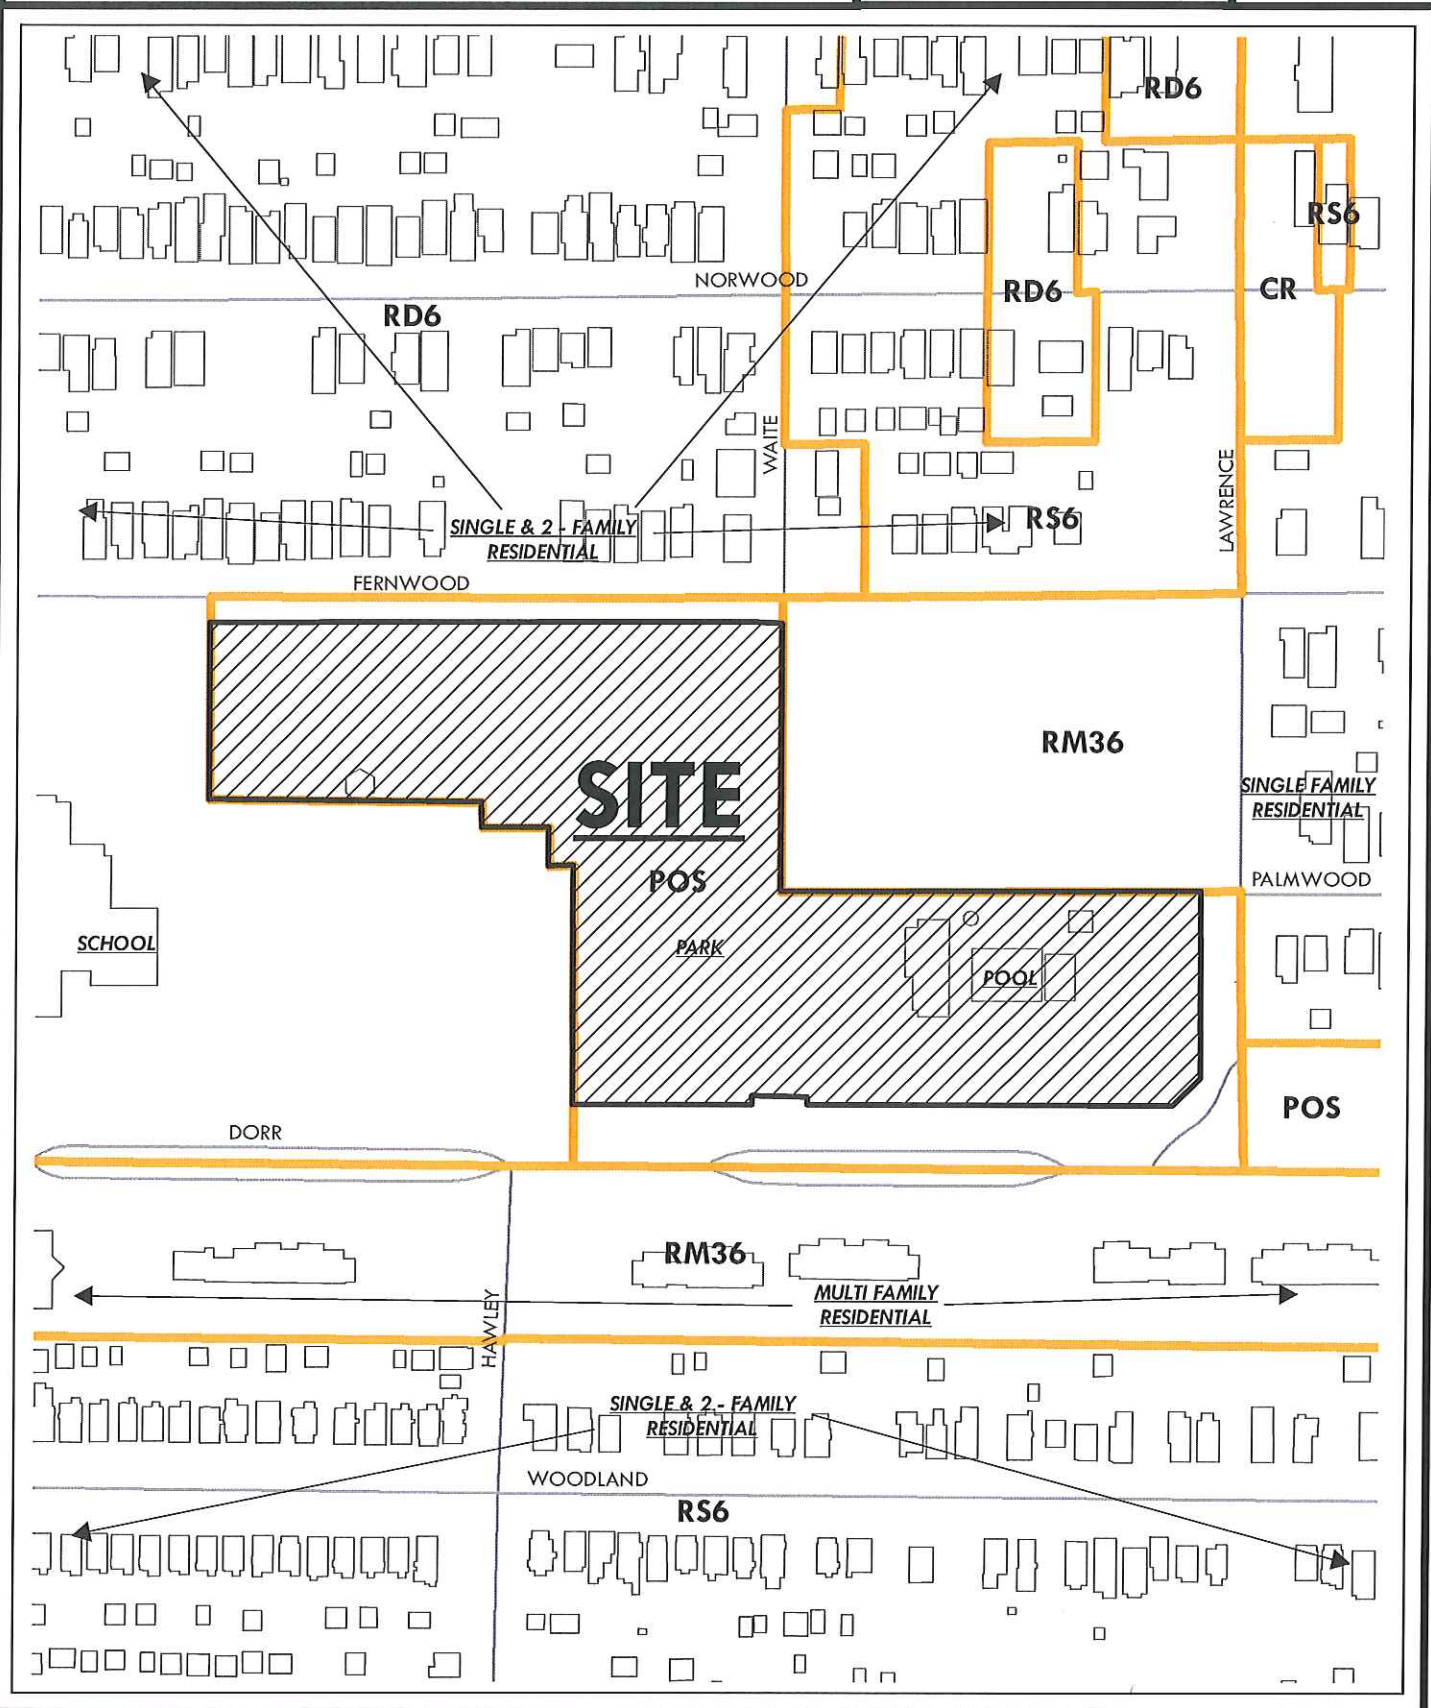 RD6
RS6
NORWOOD
RD6
CR
RD6
WAITE
LAWRENCE
SINGLE & 2 - FAMILY
RESIDENTIAL
RS6
FERNWOOD
RM36
SITE
SINGLE FAMILY
RESIDENTIAL
POS
PALMWOOD
SCHOOL
PARK
POOL
POS
DORR
RM36
MULTI FAMILY
RESIDENTIAL
HAWLEY
SINGLE & 2 - FAMILY
RESIDENTIAL
WOODLAND
RS6